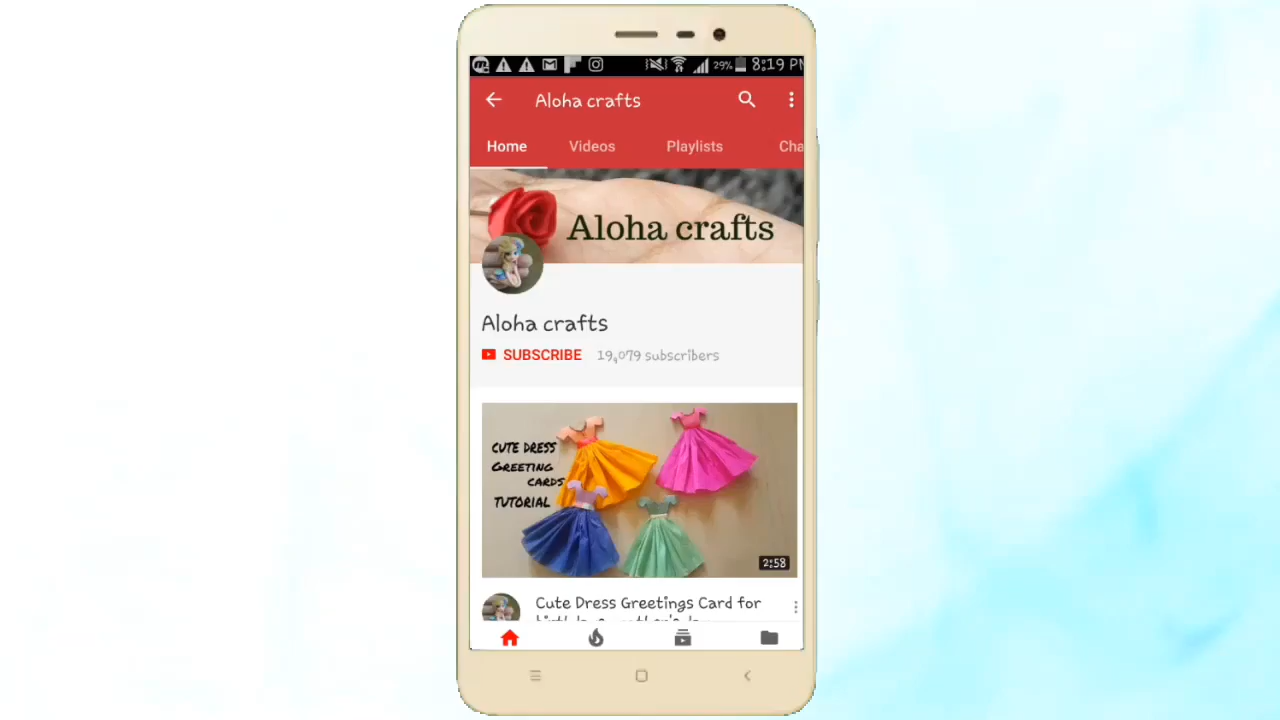 29% 8:19 PM
Aloha crafts
Home Videos Playlists Cha
Aloha crafts
Aloha crafts
SUBSCRIBE 19,079 subscribers
CUTE DRESS
GREETING
CARDS
TUTORIAL
2:58
Cute Dress Greetings Card for